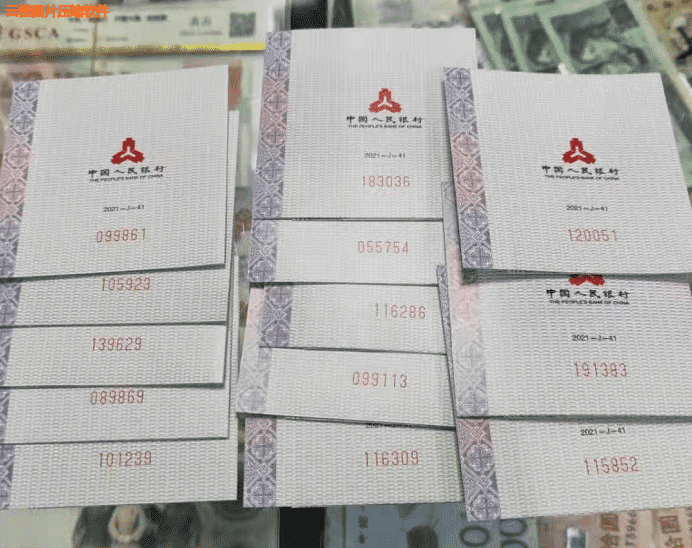 云检图片压缩软件
GSCA
中国人民银行
THE PEOPLE'S BANK OF CHINA
2021-J-41
099861
105923
139629
089869
101239
中国人民银行
THE PEOPLE'S BANK OF CHINA
2021-J-41
183036
055754
116286
099113
116309
中国人民银行
THE PEOPLE'S BANK OF CHINA
2021-J-41
120051
中国人民银行
THE PEOPLE'S BANK OF CHINA
2021-J-41
191383
2021-J-41
115852